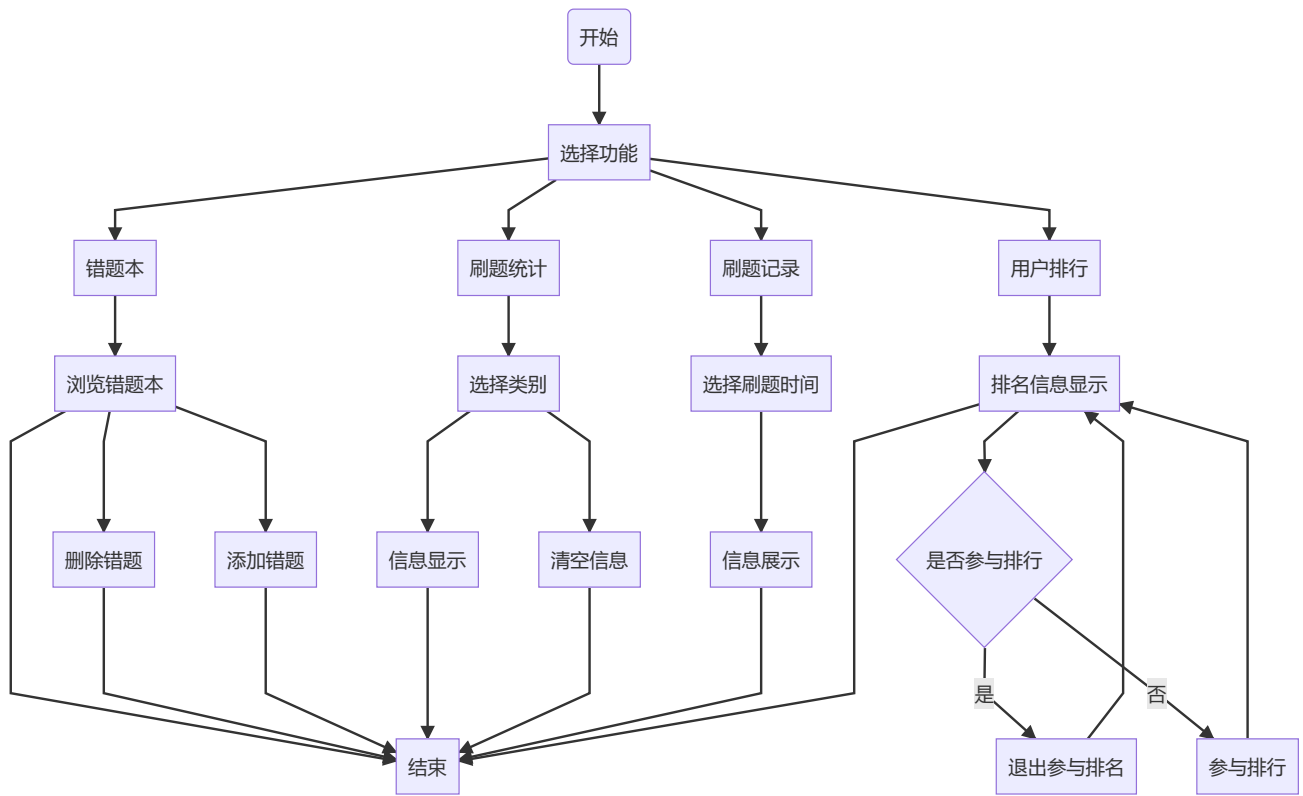 开始
选择功能
错题本
刷题统计
刷题记录
用户排行
浏览错题本
选择类别
选择刷题时间
排名信息显示
删除错题
添加错题
信息显示
清空信息
信息展示
是否参与排行
是
否
结束
退出参与排名
参与排行